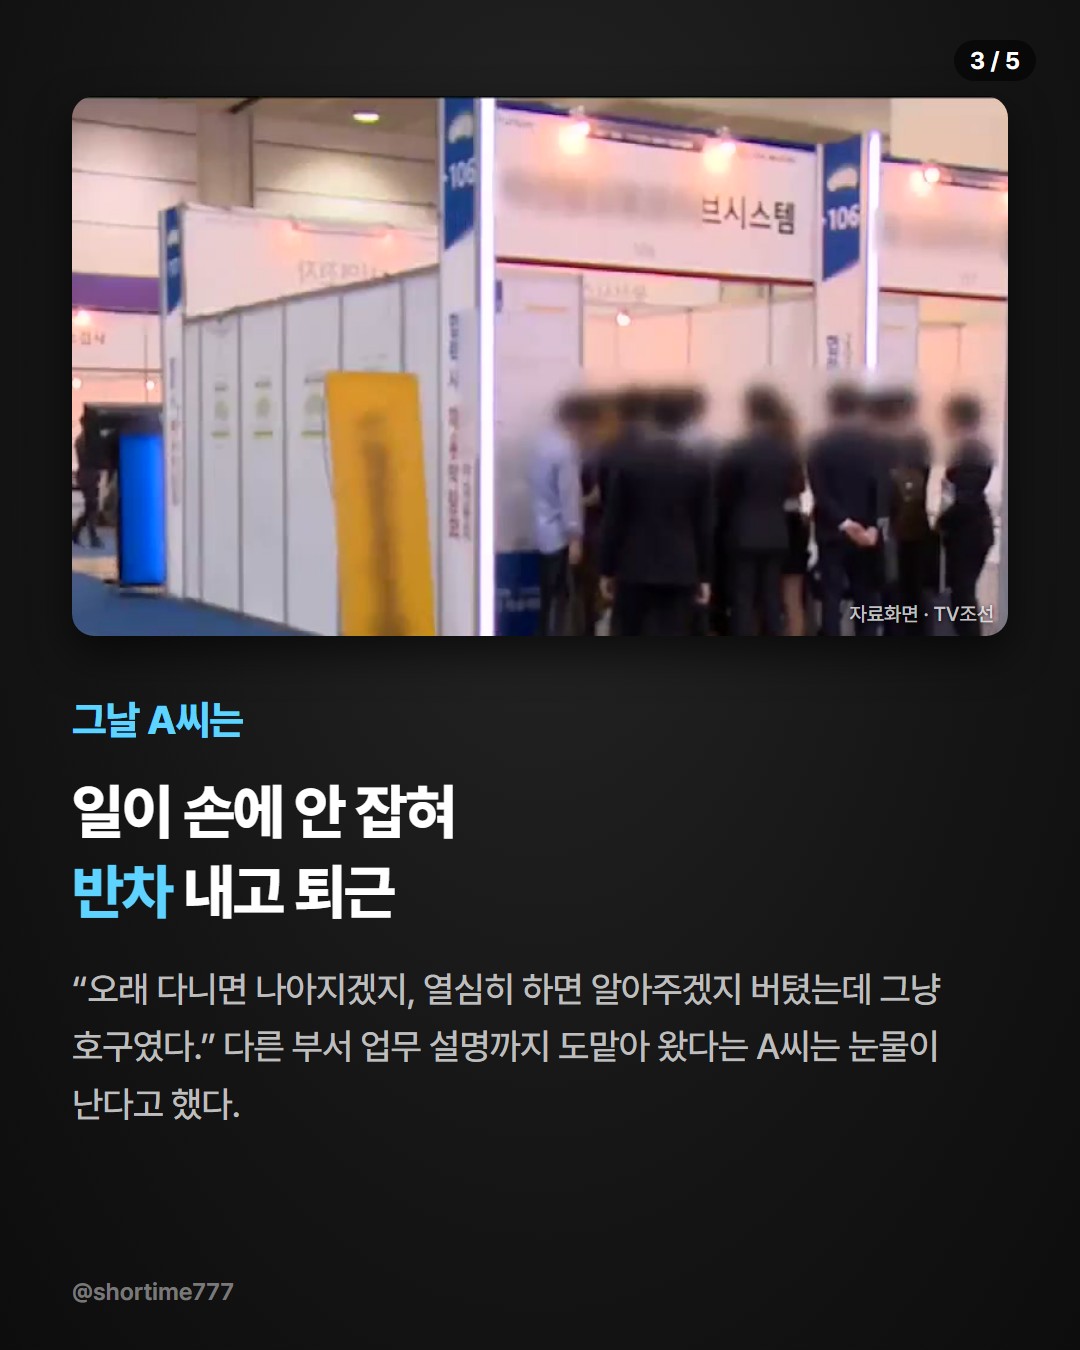 3 / 5
106
브시스템
106
자료화면 · TV조선
그날 A씨는
일이 손에 안 잡혀
반차 내고 퇴근
“오래 다니면 나아지겠지, 열심히 하면 알아주겠지 버텼는데 그냥
호구였다.” 다른 부서 업무 설명까지 도맡아 왔다는 A씨는 눈물이
난다고 했다.
@shortime777